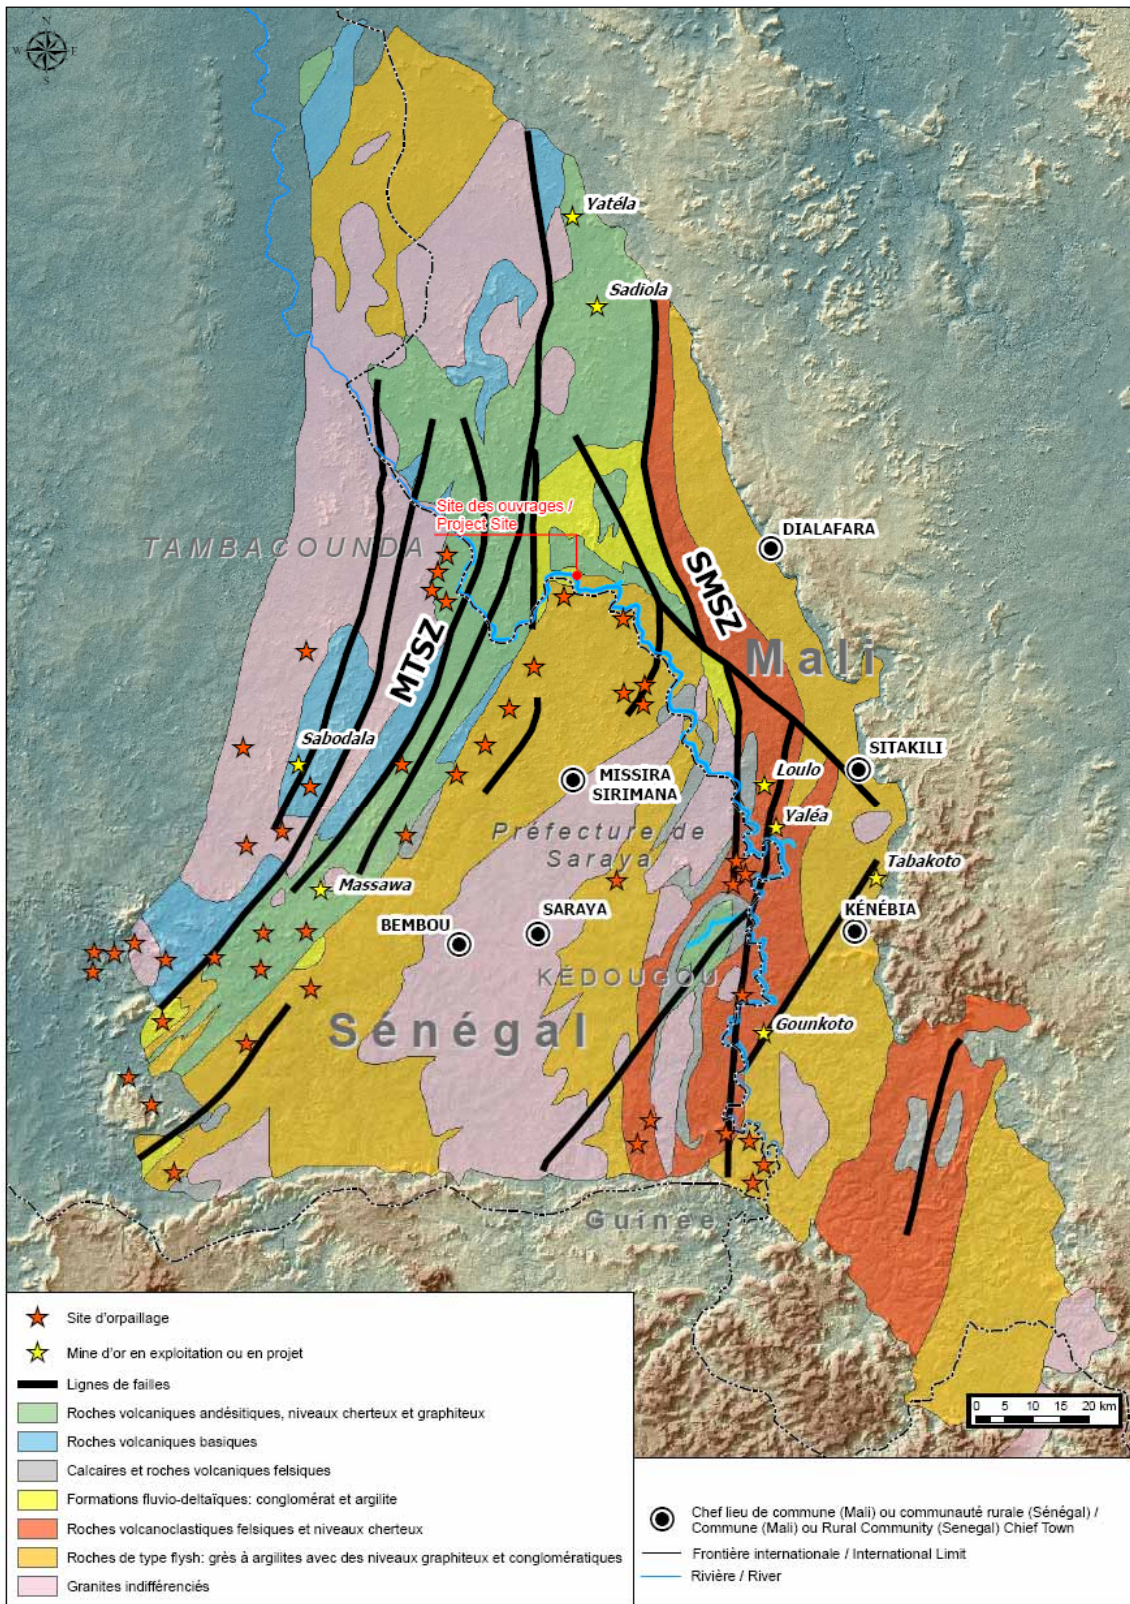 N
W
E
S
Yatéla
Sadiola
Site des ouvrages /
Project Site
DIALAFARA
TAMBACOUNDA
SMSZ
MTSZ
Mali
Sabodala
SITAKILI
MISSIRA
SIRIMANA
Loulo
Yaléa
Préfecture de
Saraya
Tabakoto
Massawa
SARAYA
BEMBOU
KÉNÉBIA
KÉDOUGOU
Sénégal
Gounkoto
Guinee
Site d'orpaillage
Mine d'or en exploitation ou en projet
Lignes de failles
Roches volcaniques andésitiques, niveaux cherteux et graphiteux
Roches volcaniques basiques
Calcaires et roches volcaniques felsiques
Formations fluvio-deltaïques: conglomérat et argilite
Roches volcanoclastiques felsiques et niveaux cherteux
Roches de type flysh: grès à argilites avec des niveaux graphiteux et conglomératiques
Granites indifférenciés
0 5 10 15 20 km
Chef lieu de commune (Mali) ou communauté rurale (Sénégal) /
Commune (Mali) ou Rural Community (Senegal) Chief Town
Frontière internationale / International Limit
Rivière / River